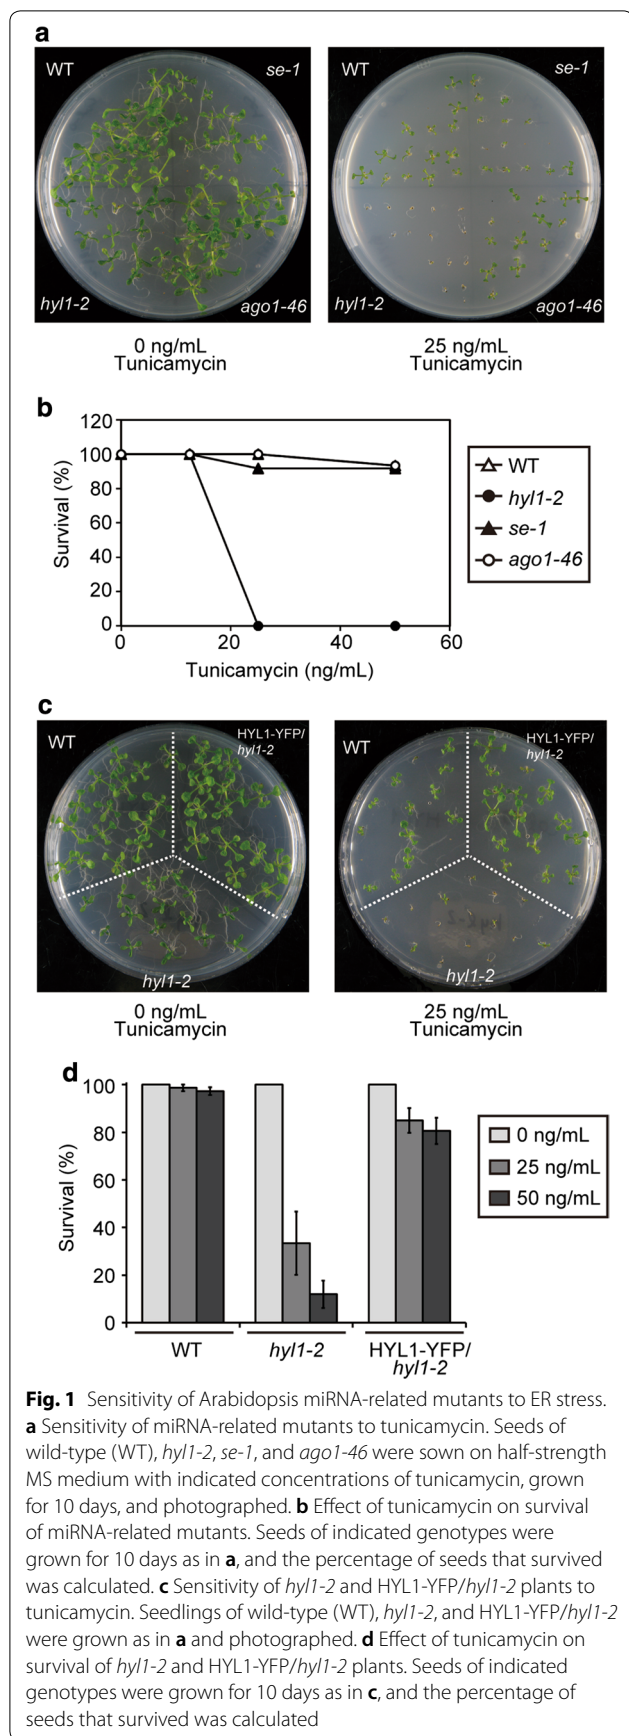 a
WT
se-1
hyl1-2
ago1-46
WT
se-1
hyl1-2
ago1-46
0 ng/mL
Tunicamycin
25 ng/mL
Tunicamycin
b
120
100
80
60
40
20
0
Survival (%)
0
20
40
60
Tunicamycin (ng/mL)
WT
hyl1-2
se-1
ago1-46
c
WT
HYL1-YFP/
hyl1-2
hyl1-2
WT
HYL1-YFP/
hyl1-2
hyl1-2
0 ng/mL
Tunicamycin
25 ng/mL
Tunicamycin
d
100
80
60
40
20
0
Survival (%)
WT
hyl1-2
HYL1-YFP/
hyl1-2
0 ng/mL
25 ng/mL
50 ng/mL
Fig. 1 Sensitivity of Arabidopsis miRNA-related mutants to ER stress.
a Sensitivity of miRNA-related mutants to tunicamycin. Seeds of
wild-type (WT), hyl1-2, se-1, and ago1-46 were sown on half-strength
MS medium with indicated concentrations of tunicamycin, grown
for 10 days, and photographed. b Effect of tunicamycin on survival
of miRNA-related mutants. Seeds of indicated genotypes were
grown for 10 days as in a, and the percentage of seeds that survived
was calculated. c Sensitivity of hyl1-2 and HYL1-YFP/hyl1-2 plants to
tunicamycin. Seedlings of wild-type (WT), hyl1-2, and HYL1-YFP/hyl1-2
were grown as in a and photographed. d Effect of tunicamycin on
survival of hyl1-2 and HYL1-YFP/hyl1-2 plants. Seeds of indicated
genotypes were grown for 10 days as in c, and the percentage of
seeds that survived was calculated